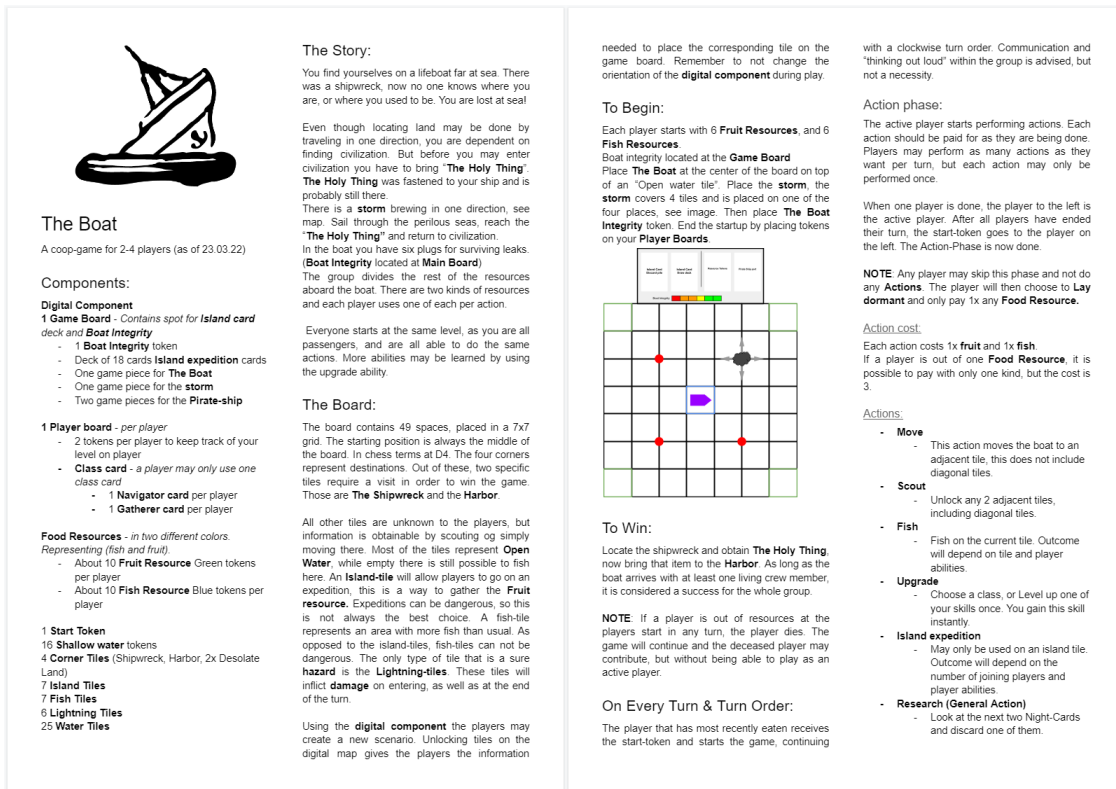 The Boat
A coop-game for 2-4 players (as of 23.03.22)
Components:
Digital Component
1 Game Board - Contains spot for Island card
deck and Boat Integrity
- 1 Boat Integrity token
- Deck of 18 cards Island expedition cards
- One game piece for The Boat
- One game piece for the storm
- Two game pieces for the Pirate-ship
1 Player board - per player
- 2 tokens per player to keep track of your
level on player
- Class card - a player may only use one
class card
- 1 Navigator card per player
- 1 Gatherer card per player
Food Resources - in two different colors.
Representing (fish and fruit).
- About 10 Fruit Resource Green tokens
per player
- About 10 Fish Resource Blue tokens per
player
1 Start Token
16 Shallow water tokens
4 Corner Tiles (Shipwreck, Harbor, 2x Desolate
Land)
7 Island Tiles
7 Fish Tiles
6 Lightning Tiles
25 Water Tiles
The Story:
You find yourselves on a lifeboat far at sea. There
was a shipwreck, now no one knows where you
are, or where you used to be. You are lost at sea!
Even though locating land may be done by
traveling in one direction, you are dependent on
finding civilization. But before you may enter
civilization you have to bring “The Holy Thing”.
The Holy Thing was fastened to your ship and is
probably still there.
There is a storm brewing in one direction, see
map. Sail through the perilous seas, reach the
“The Holy Thing” and return to civilization.
In the boat you have six plugs for surviving leaks.
(Boat Integrity located at Main Board)
The group divides the rest of the resources
aboard the boat. There are two kinds of resources
and each player uses one of each per action.
Everyone starts at the same level, as you are all
passengers, and are all able to do the same
actions. More abilities may be learned by using
the upgrade ability.
The Board:
The board contains 49 spaces, placed in a 7x7
grid. The starting position is always the middle of
the board. In chess terms at D4. The four corners
represent destinations. Out of these, two specific
tiles require a visit in order to win the game.
Those are The Shipwreck and the Harbor.
All other tiles are unknown to the players, but
information is obtainable by scouting og simply
moving there. Most of the tiles represent Open
Water, while empty there is still possible to fish
here. An Island-tile will allow players to go on an
expedition, this is a way to gather the Fruit
resource. Expeditions can be dangerous, so this
is not always the best choice. A fish-tile
represents an area with more fish than usual. As
opposed to the island-tiles, fish-tiles can not be
dangerous. The only type of tile that is a sure
hazard is the Lightning-tiles. These tiles will
inflict damage on entering, as well as at the end
of the turn.
Using the digital component the players may
create a new scenario. Unlocking tiles on the
digital map gives the players the information
needed to place the corresponding tile on the
game board. Remember to not change the
orientation of the digital component during play.
To Begin:
Each player starts with 6 Fruit Resources, and 6
Fish Resources.
Boat integrity located at the Game Board
Place The Boat at the center of the board on top
of an “Open water tile”. Place the storm, the
storm covers 4 tiles and is placed on one of the
four places, see image. Then place The Boat
Integrity token. End the startup by placing tokens
on your Player Boards.
To Win:
Locate the shipwreck and obtain The Holy Thing,
now bring that item to the Harbor. As long as the
boat arrives with at least one living crew member,
it is considered a success for the whole group.
NOTE: If a player is out of resources at the
players start in any turn, the player dies. The
game will continue and the deceased player may
contribute, but without being able to play as an
active player.
On Every Turn & Turn Order:
The player that has most recently eaten receives
the start-token and starts the game, continuing
with a clockwise turn order. Communication and
“thinking out loud” within the group is advised, but
not a necessity.
Action phase:
The active player starts performing actions. Each
action should be paid for as they are being done.
Players may perform as many actions as they
want per turn, but each action may only be
performed once.
When one player is done, the player to the left is
the active player. After all players have ended
their turn, the start-token goes to the player on
the left. The Action-Phase is now done.
NOTE: Any player may skip this phase and not do
any Actions. The player will then choose to Lay
dormant and only pay 1x any Food Resource.
Action cost:
Each action costs 1x fruit and 1x fish.
If a player is out of one Food Resource, it is
possible to pay with only one kind, but the cost is
3.
Actions:
- Move
- This action moves the boat to an
adjacent tile, this does not include
diagonal tiles.
- Scout
- Unlock any 2 adjacent tiles,
including diagonal tiles.
- Fish
- Fish on the current tile. Outcome
will depend on tile and player
abilities.
- Upgrade
- Choose a class, or Level up one of
your skills once. You gain this skill
instantly.
- Island expedition
- May only be used on an island tile.
Outcome will depend on the
number of joining players and
player abilities.
- Research (General Action)
- Look at the next two Night-Cards
and discard one of them.